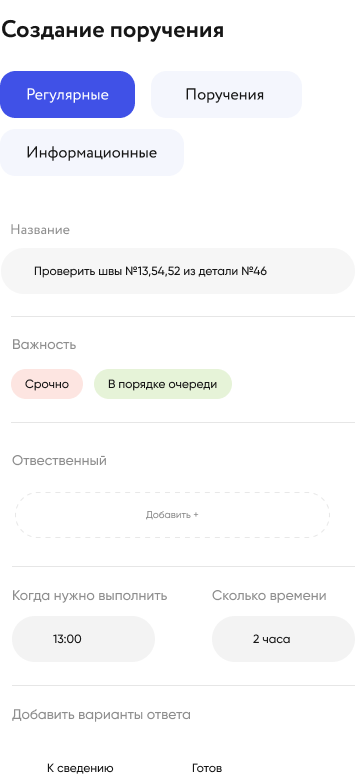 Создание поручения
Регулярные
Поручения
Информационные
Название
Проверить швы №13,54,52 из детали №46
Важность
Срочно
В порядке очереди
Отвественный
Добавить +
Когда нужно выполнить
Сколько времени
13:00
2 часа
Добавить варианты ответа
К сведению
Готов